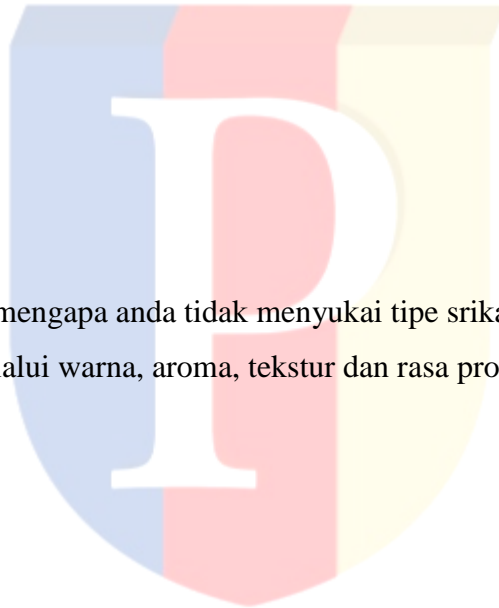 P
mengapa anda tidak menyukai tipe srika
alui warna, aroma, tekstur dan rasa pro